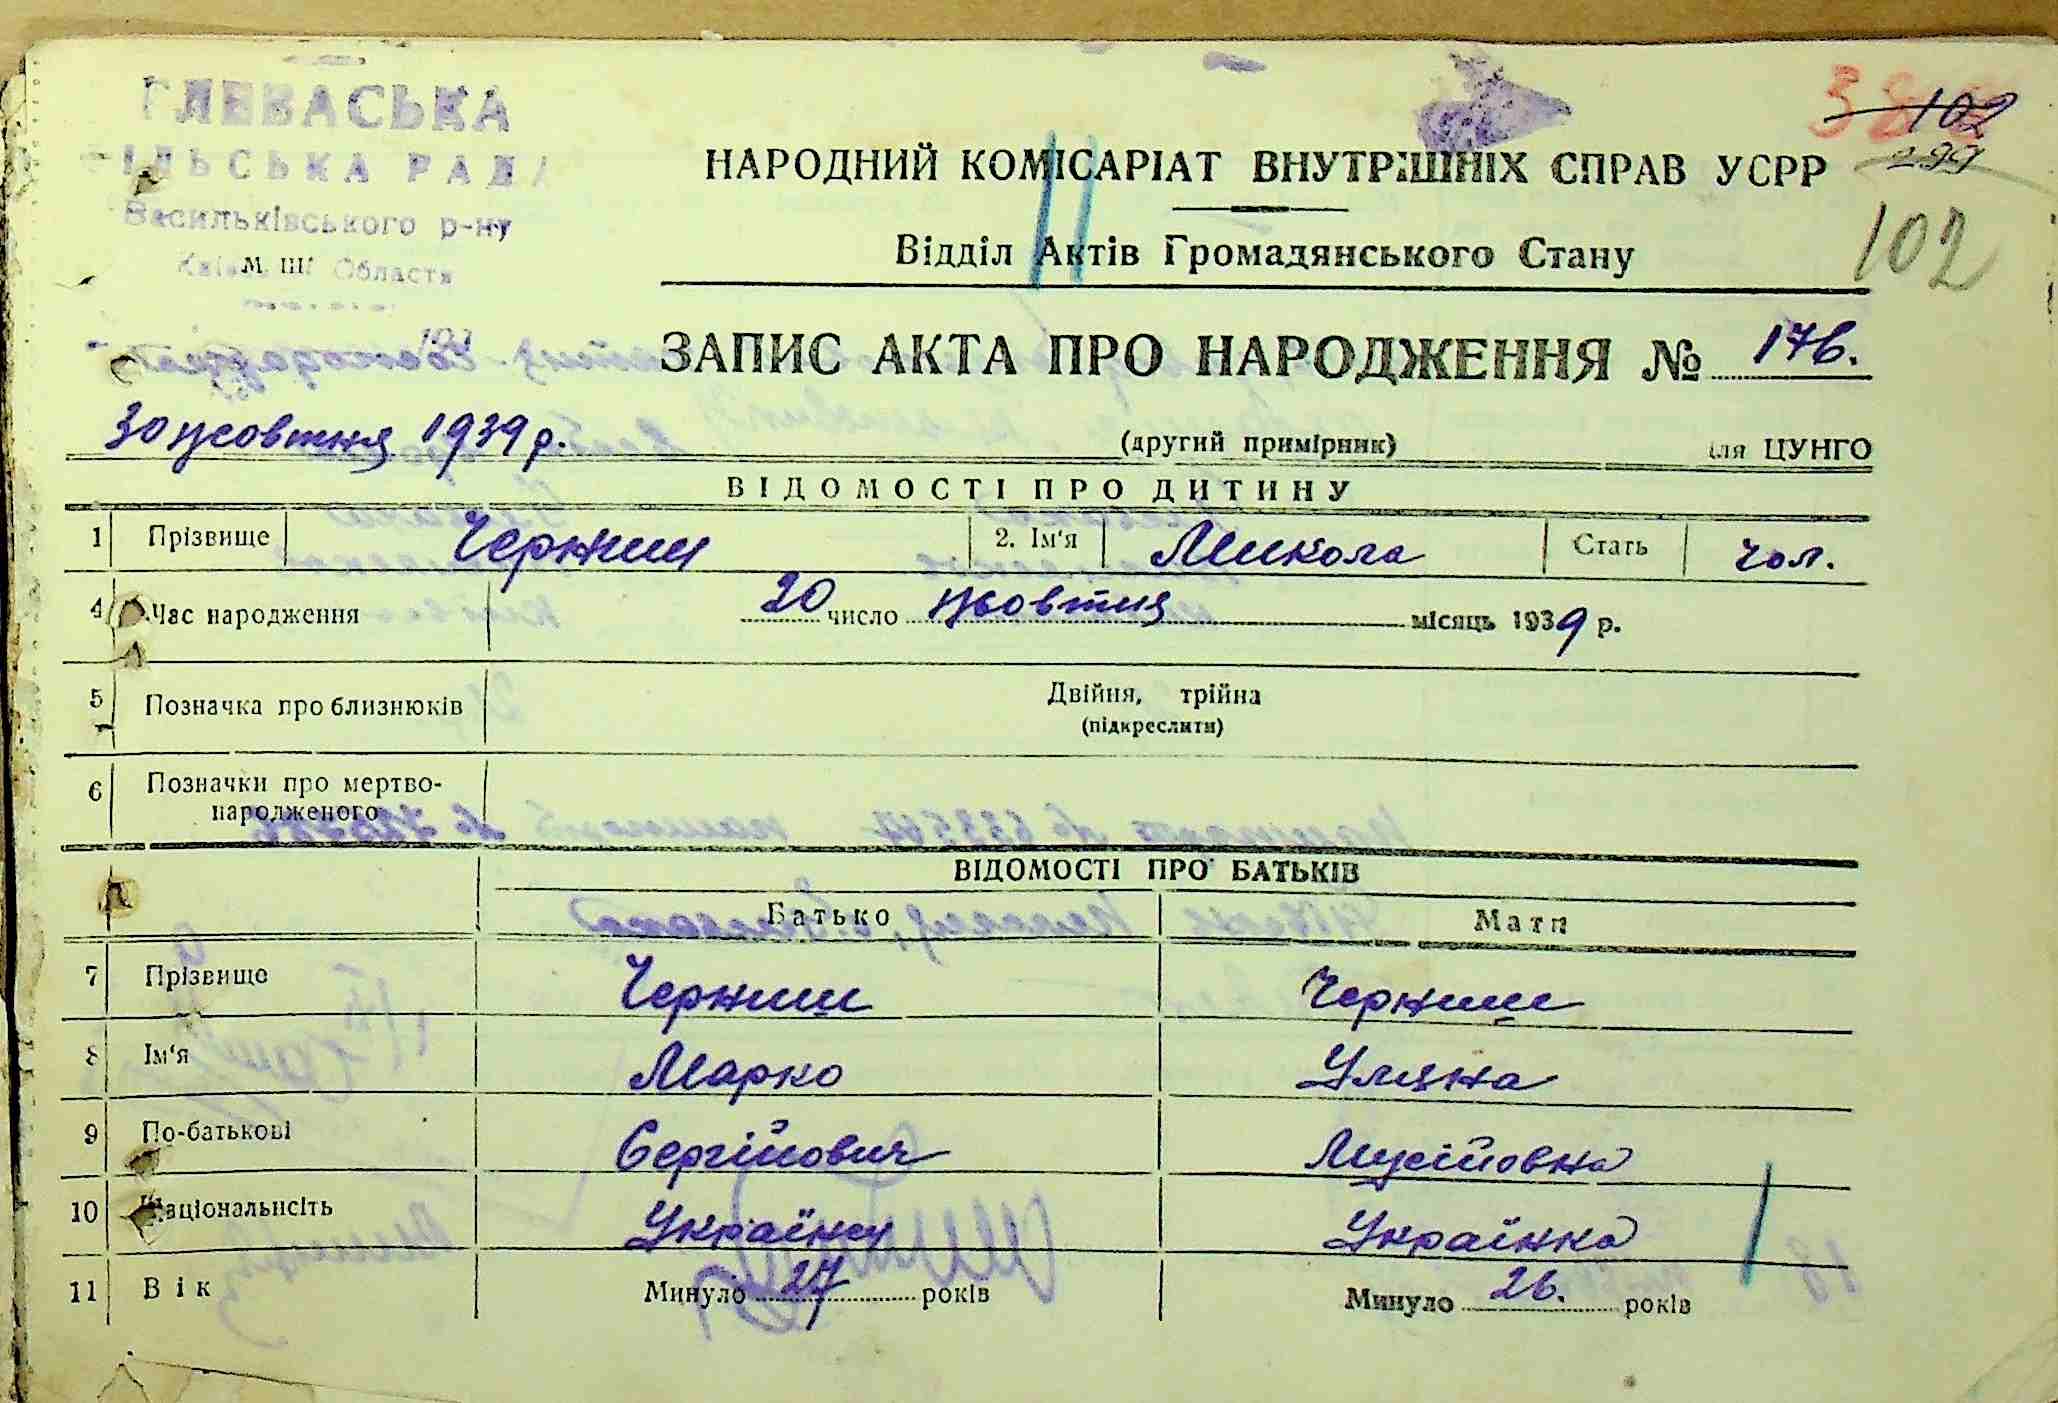 ГЛЕВАСЬКА
СІЛЬСЬКА РАДА
Васильківського р-ну
Області
388
102
299
102
НАРОДНИЙ КОМІСАРІАТ ВНУТРІШНІХ СПРАВ УСРР
Відділ Актів Громадянського Стану
ЗАПИС АКТА ПРО НАРОДЖЕННЯ № 176.
30 жовтня 1939 р.
(другий примірник) для ЦУНГО
ВІДОМОСТІ ПРО ДИТИНУ
1 Прізвище Черниш 2. Ім'я Микола Стать чол.
4 Час народження 20 число жовтня місяць 1939 р.
5 Позначка про близнюків Двійня, трійна
(підкреслити)
6 Позначки про мертво-
народженого
ВІДОМОСТІ ПРО БАТЬКІВ
Батько Мати
7 Прізвище Черниш Черниш
8 Ім'я Марко Уляна
9 По-батькові Сергійович Мусійовна
10 Національність Українець Українка
11 Вік Минуло 27 років Минуло 26. років